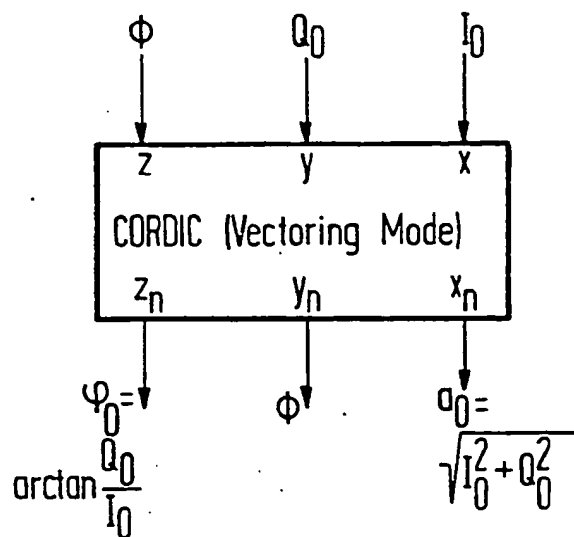 Φ Q₀ I₀
z y x
CORDIC (Vectoring Mode)
zₙ yₙ xₙ
φ₀= Φ a₀=
arctan Q₀/I₀ √(I₀²+Q₀²)